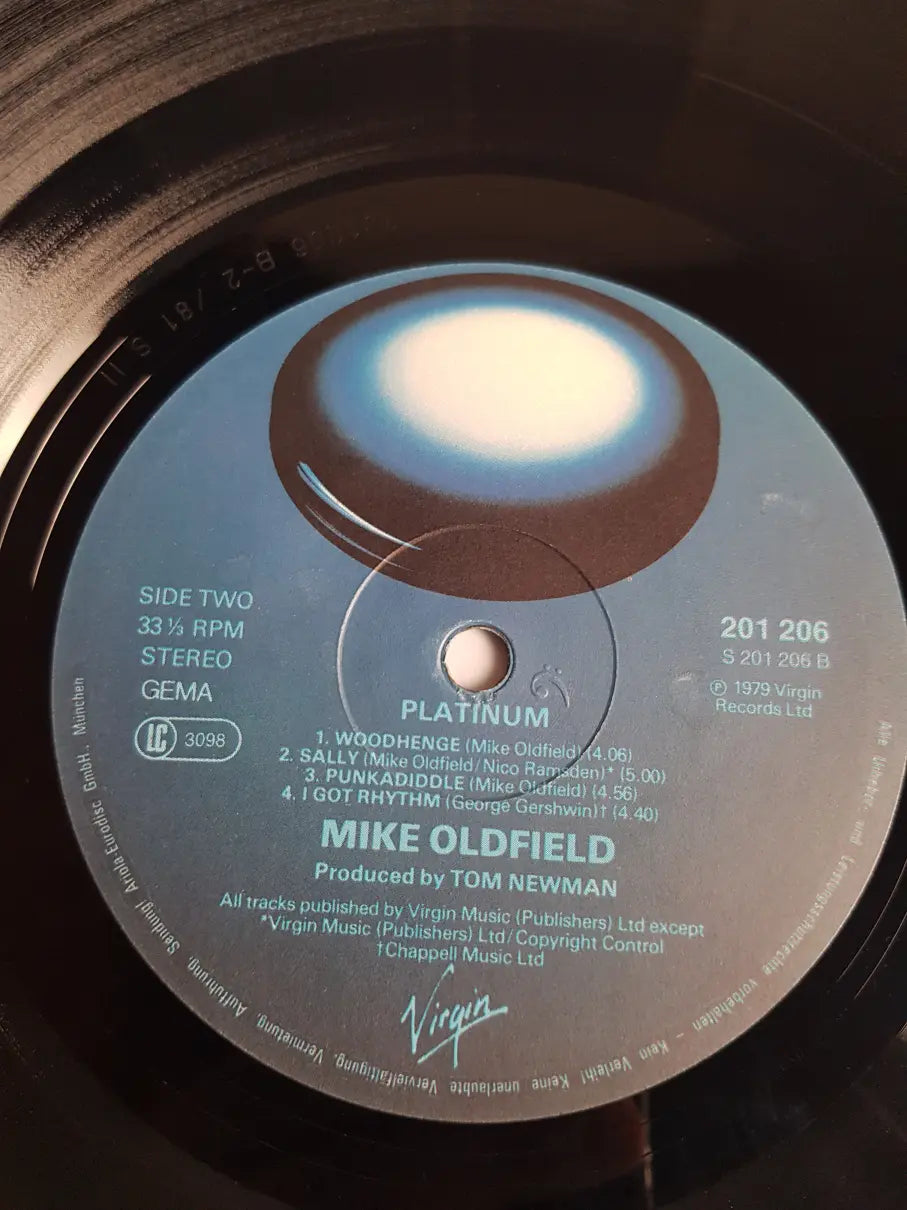 B-2 /81 S II
SIDE TWO
33 ⅓ RPM
STEREO
GEMA
LC 3098
201 206
S 201 206 B
℗ 1979 Virgin
Records Ltd
PLATINUM
1. WOODHENGE (Mike Oldfield) (4.06)
2. SALLY (Mike Oldfield/Nico Ramsden)* (5.00)
3. PUNKADIDDLE (Mike Oldfield) (4.56)
4. I GOT RHYTHM (George Gershwin)† (4.40)
MIKE OLDFIELD
Produced by TOM NEWMAN
All tracks published by Virgin Music (Publishers) Ltd except
*Virgin Music (Publishers) Ltd/Copyright Control
†Chappell Music Ltd
Virgin
Alle Urheber- und Leistungsschutzrechte vorbehalten – Kein Verleih! Keine unerlaubte Vervielfältigung, Vermietung, Aufführung, Sendung! Ariola-Eurodisc GmbH., München